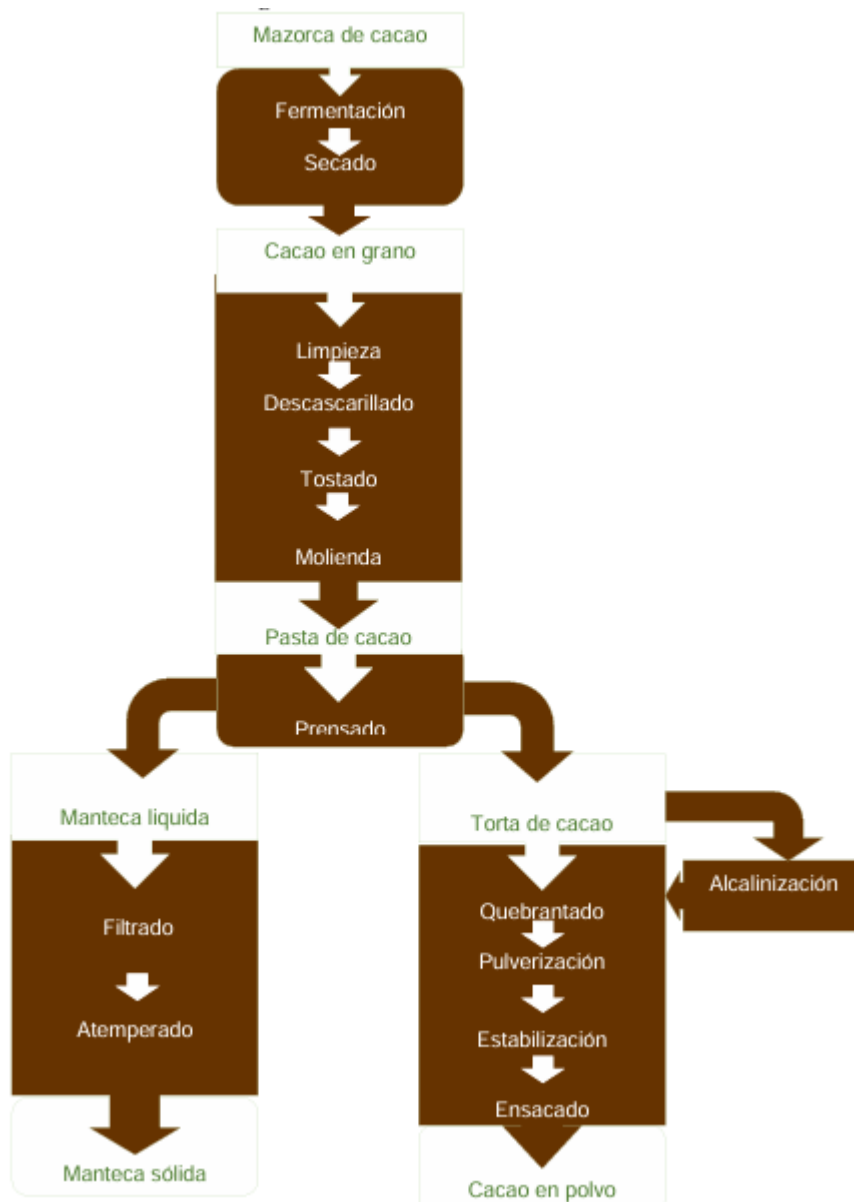 Mazorca de cacao
Fermentación
Secado
Cacao en grano
Limpieza
Descascarillado
Tostado
Molienda
Pasta de cacao
Prensado
Manteca liquida
Filtrado
Atemperado
Manteca sólida
Torta de cacao
Alcalinización
Quebrantado
Pulverización
Estabilización
Ensacado
Cacao en polvo